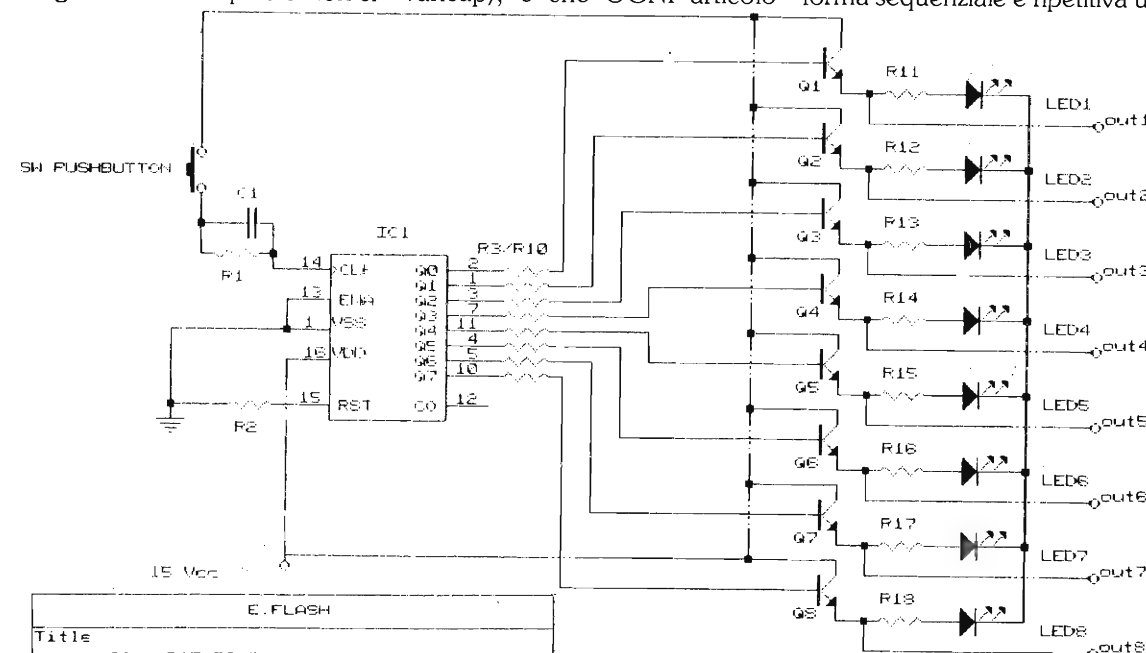 OGNI articolo forma sequenziale e ripetitiva
SW PUSHBUTTON
C1
R1
IC1
R3/R10
14 CLK Q0 2
13 ENA Q1 1
Q2 3
1 VSS Q3 7
Q4 11
16 VDD Q5 4
Q6 5
Q7 10
15 RST CO 12
R2
15 Vcc
Q1 R11 LED1 out1
Q2 R12 LED2 out2
Q3 R13 LED3 out3
Q4 R14 LED4 out4
Q5 R15 LED5 out5
Q6 R16 LED6 out6
Q7 R17 LED7 out7
Q8 R18 LED8 out8
E.FLASH
Title